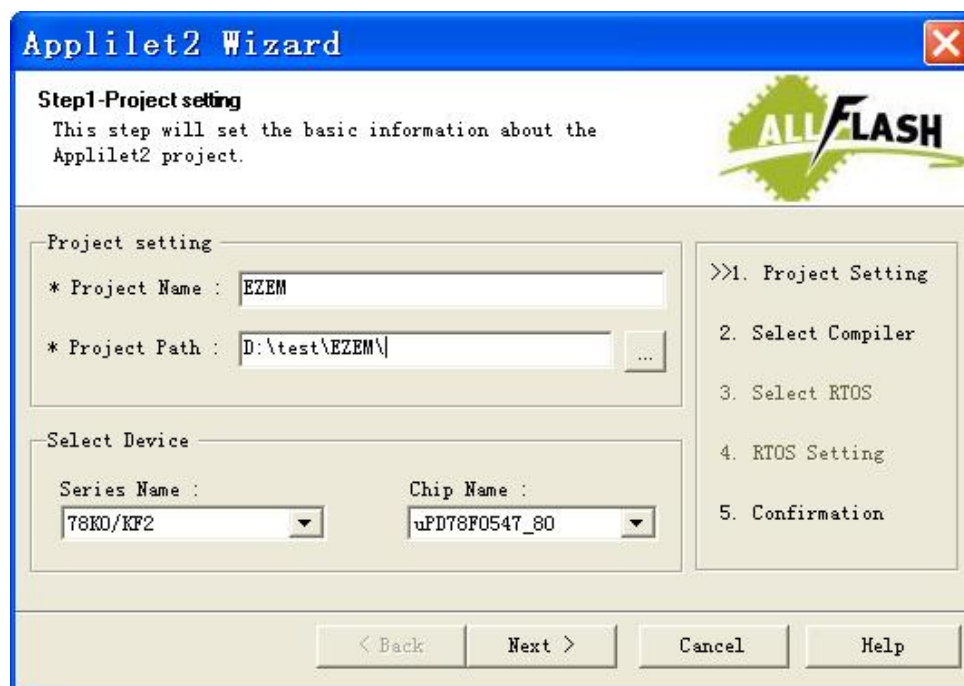 Applilet2 Wizard
Step1-Project setting
This step will set the basic information about the
Applilet2 project.
ALL FLASH
Project setting
* Project Name : EZEM
* Project Path : D:\test\EZEM\
...
Select Device
Series Name :
78K0/KF2
Chip Name :
uPD78F0547_80
>>1. Project Setting
2. Select Compiler
3. Select RTOS
4. RTOS Setting
5. Confirmation
< Back
Next >
Cancel
Help